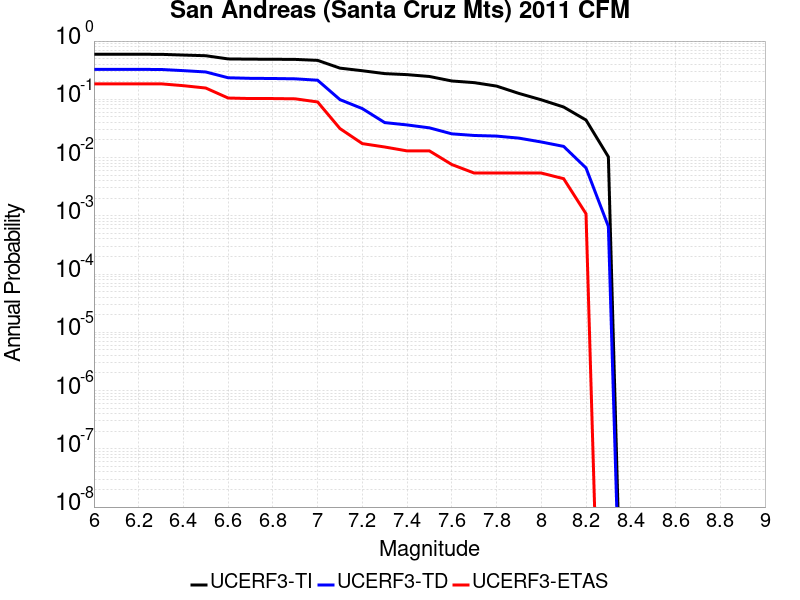 San Andreas (Santa Cruz Mts) 2011 CFM
10^0
10^-1
10^-2
10^-3
10^-4
10^-5
10^-6
10^-7
10^-8
Annual Probability
6 6.2 6.4 6.6 6.8 7 7.2 7.4 7.6 7.8 8 8.2 8.4 8.6 8.8 9
Magnitude
UCERF3-TI UCERF3-TD UCERF3-ETAS